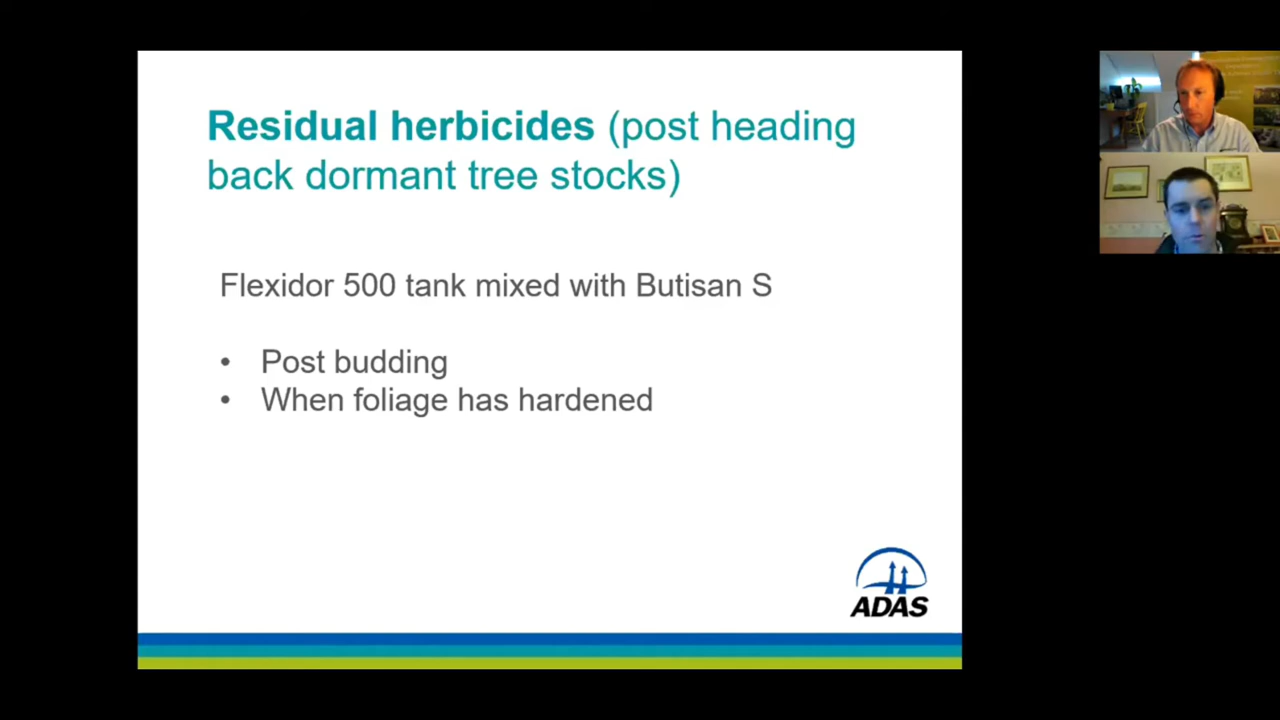 Residual herbicides (post heading
back dormant tree stocks)
Flexidor 500 tank mixed with Butisan S
• Post budding
• When foliage has hardened
ADAS